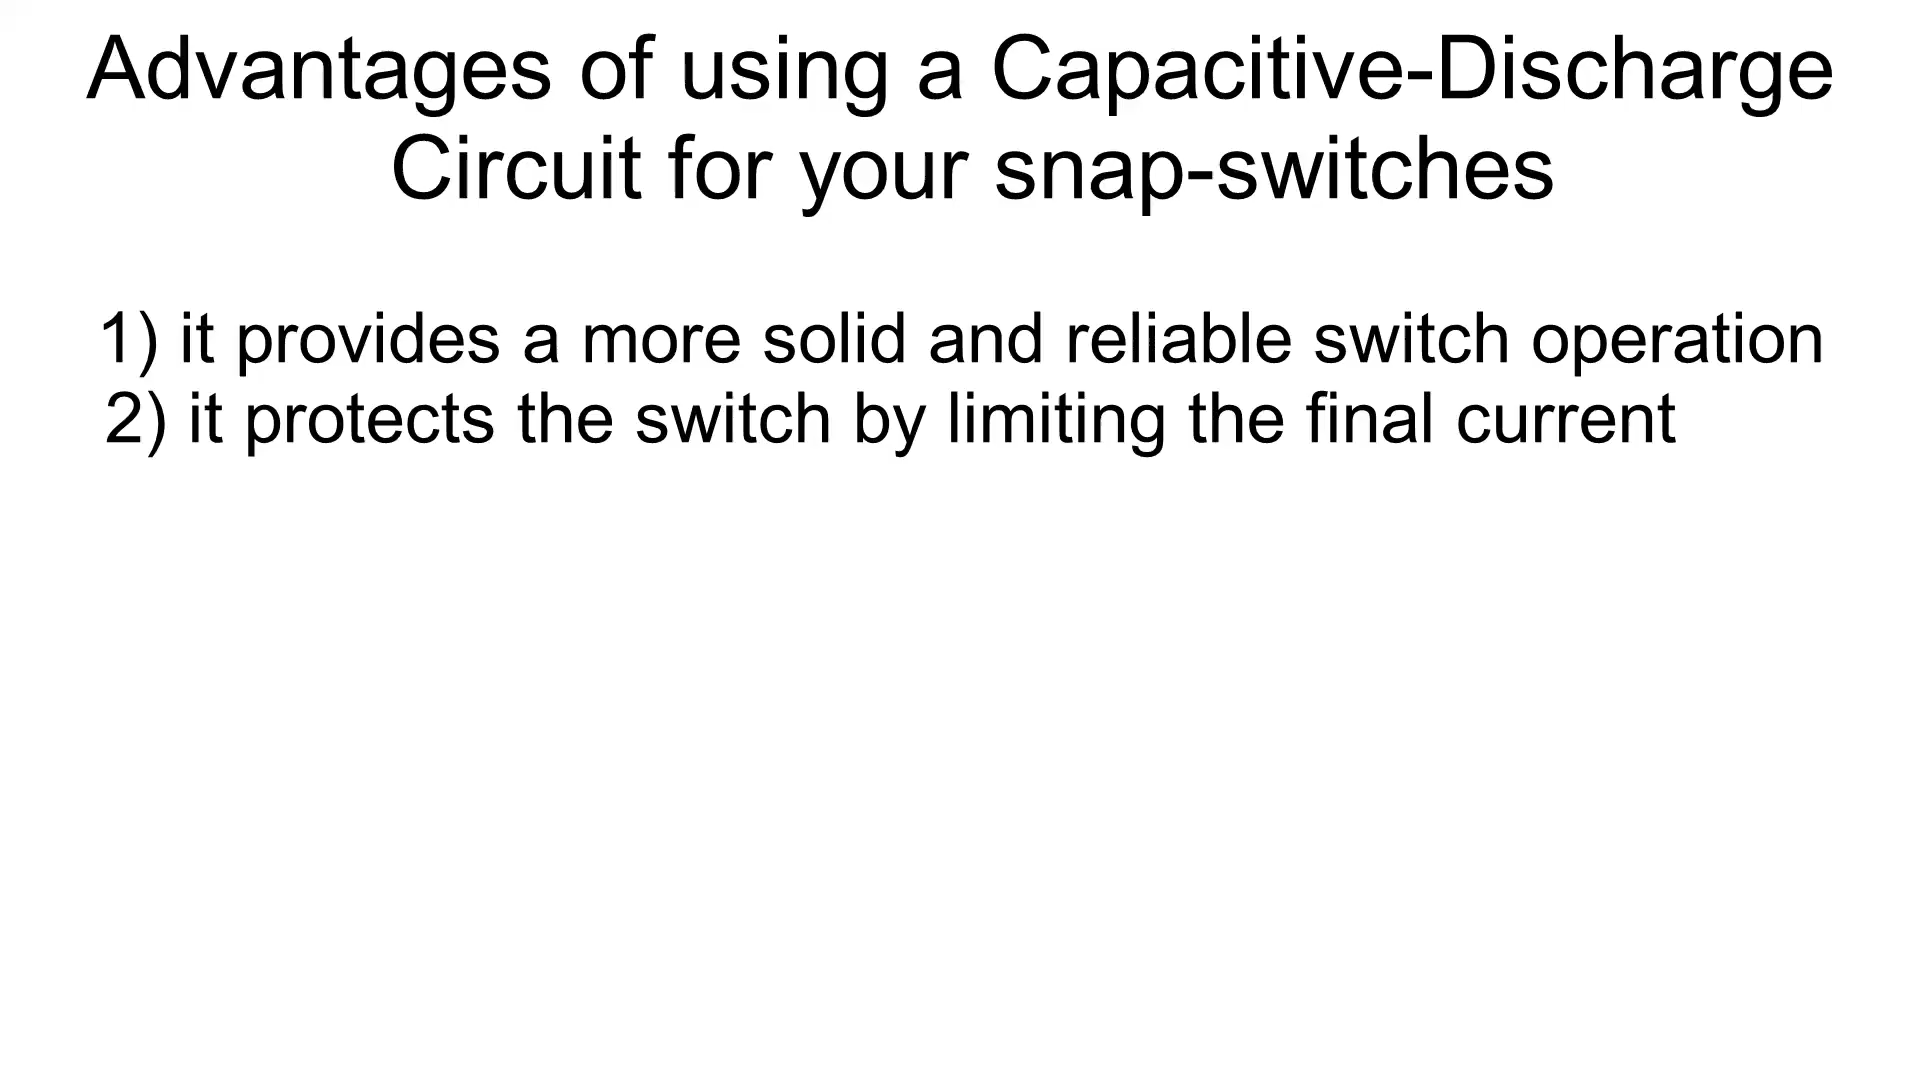 Advantages of using a Capacitive-Discharge
Circuit for your snap-switches
1) it provides a more solid and reliable switch operation
2) it protects the switch by limiting the final current